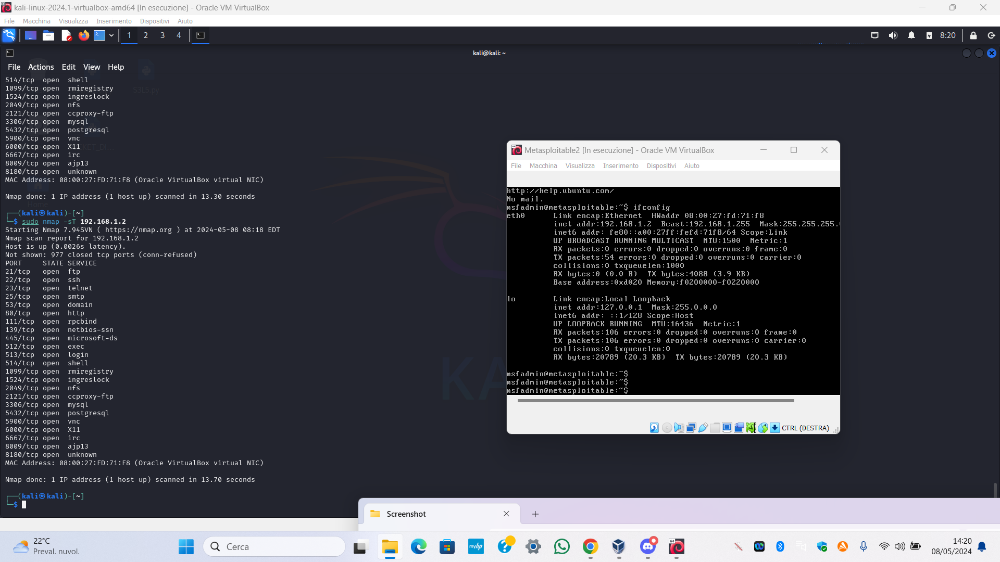 kali-linux-2024.1-virtualbox-amd64 [In esecuzione] - Oracle VM VirtualBox
File Macchina Visualizza Inserimento Dispositivi Aiuto
1 2 3 4 8:20
kali@kali: ~
File Actions Edit View Help
514/tcp open shell
1099/tcp open rmiregistry
1524/tcp open ingreslock
2049/tcp open nfs
2121/tcp open ccproxy-ftp
3306/tcp open mysql
5432/tcp open postgresql
5900/tcp open vnc
6000/tcp open X11
6667/tcp open irc
8009/tcp open ajp13
8180/tcp open unknown
MAC Address: 08:00:27:FD:71:F8 (Oracle VirtualBox virtual NIC)
Nmap done: 1 IP address (1 host up) scanned in 13.30 seconds
┌──(kali㉿kali)-[~]
└─$ sudo nmap -sT 192.168.1.2
Starting Nmap 7.94SVN ( https://nmap.org ) at 2024-05-08 08:18 EDT
Nmap scan report for 192.168.1.2
Host is up (0.0026s latency).
Not shown: 977 closed tcp ports (conn-refused)
PORT STATE SERVICE
21/tcp open ftp
22/tcp open ssh
23/tcp open telnet
25/tcp open smtp
53/tcp open domain
80/tcp open http
111/tcp open rpcbind
139/tcp open netbios-ssn
445/tcp open microsoft-ds
512/tcp open exec
513/tcp open login
514/tcp open shell
1099/tcp open rmiregistry
1524/tcp open ingreslock
2049/tcp open nfs
2121/tcp open ccproxy-ftp
3306/tcp open mysql
5432/tcp open postgresql
5900/tcp open vnc
6000/tcp open X11
6667/tcp open irc
8009/tcp open ajp13
8180/tcp open unknown
MAC Address: 08:00:27:FD:71:F8 (Oracle VirtualBox virtual NIC)
Nmap done: 1 IP address (1 host up) scanned in 13.70 seconds
┌──(kali㉿kali)-[~]
└─$
S3L5.py
Home
KA
Metasploitable2 [In esecuzione] - Oracle VM VirtualBox
File Macchina Visualizza Inserimento Dispositivi Aiuto
http://help.ubuntu.com/
No mail.
msfadmin@metasploitable:~$ ifconfig
eth0 Link encap:Ethernet HWaddr 08:00:27:fd:71:f8
inet addr:192.168.1.2 Bcast:192.168.1.255 Mask:255.255.255.
inet6 addr: fe80::a00:27ff:fefd:71f8/64 Scope:Link
UP BROADCAST RUNNING MULTICAST MTU:1500 Metric:1
RX packets:0 errors:0 dropped:0 overruns:0 frame:0
TX packets:54 errors:0 dropped:0 overruns:0 carrier:0
collisions:0 txqueuelen:1000
RX bytes:0 (0.0 B) TX bytes:4088 (3.9 KB)
Base address:0xd020 Memory:f0200000-f0220000
lo Link encap:Local Loopback
inet addr:127.0.0.1 Mask:255.0.0.0
inet6 addr: ::1/128 Scope:Host
UP LOOPBACK RUNNING MTU:16436 Metric:1
RX packets:106 errors:0 dropped:0 overruns:0 frame:0
TX packets:106 errors:0 dropped:0 overruns:0 carrier:0
collisions:0 txqueuelen:0
RX bytes:20789 (20.3 KB) TX bytes:20789 (20.3 KB)
msfadmin@metasploitable:~$
msfadmin@metasploitable:~$
msfadmin@metasploitable:~$
CTRL (DESTRA)
Screenshot
22°C
Preval. nuvol.
Cerca
myhp
64
14:20
08/05/2024